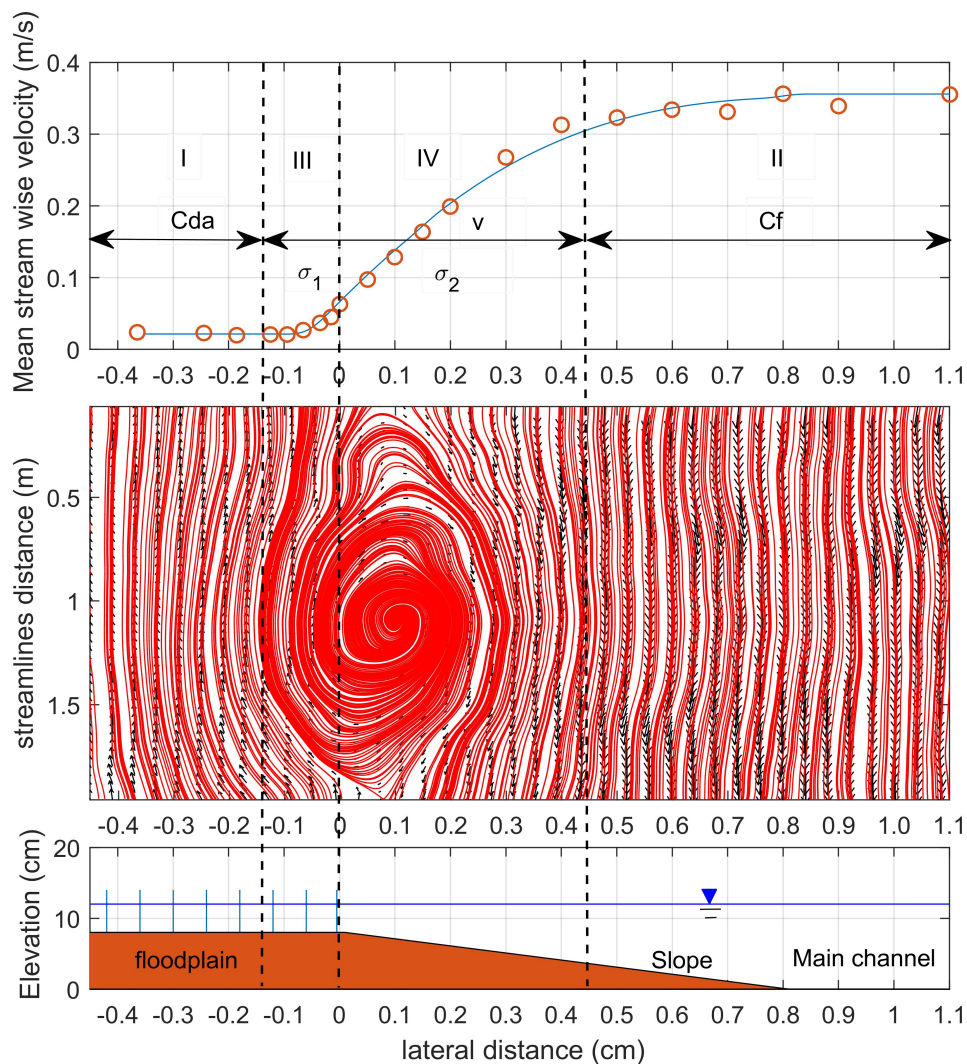 Mean stream wise velocity (m/s)
0.4
0.3
0.2
0.1
0
I
III
IV
II
Cda
v
Cf
σ1
σ2
-0.4 -0.3 -0.2 -0.1 0 0.1 0.2 0.3 0.4 0.5 0.6 0.7 0.8 0.9 1 1.1
streamlines distance (m)
0.5
1
1.5
-0.4 -0.3 -0.2 -0.1 0 0.1 0.2 0.3 0.4 0.5 0.6 0.7 0.8 0.9 1 1.1
Elevation (cm)
20
10
0
floodplain
Slope
Main channel
-0.4 -0.3 -0.2 -0.1 0 0.1 0.2 0.3 0.4 0.5 0.6 0.7 0.8 0.9 1 1.1
lateral distance (cm)